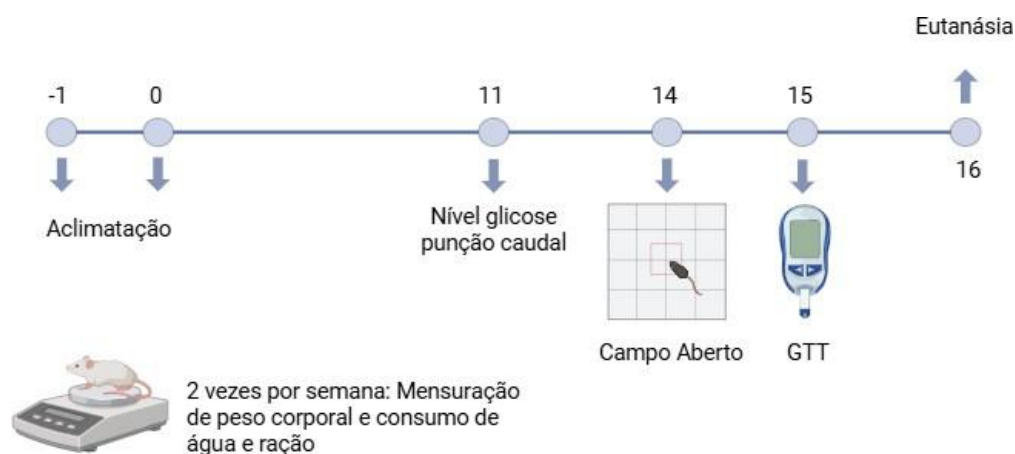 Eutanásia
-1
0
11
14
15
16
Aclimatação
Nível glicose
punção caudal
Campo Aberto
GTT
2 vezes por semana: Mensuração
de peso corporal e consumo de
água e ração